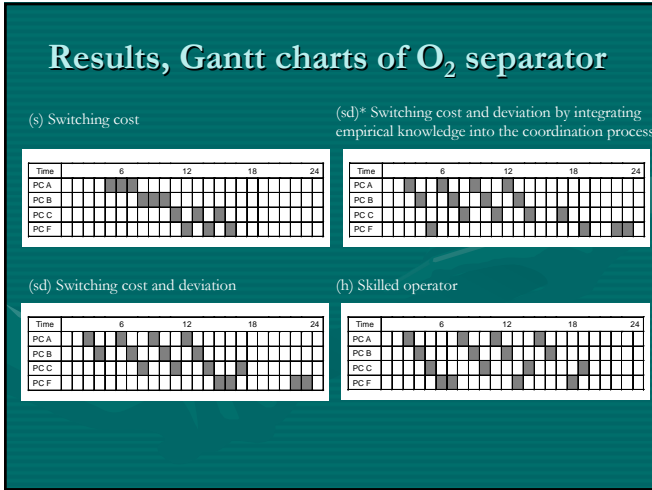 Results, Gantt charts of O2 separator
(s) Switching cost
(sd)* Switching cost and deviation by integrating
empirical knowledge into the coordination process
Time 6 12 18 24
PC A
PC B
PC C
PC F
Time 6 12 18 24
PC A
PC B
PC C
PC F
(sd) Switching cost and deviation
(h) Skilled operator
Time 6 12 18 24
PC A
PC B
PC C
PC F
Time 6 12 18 24
PC A
PC B
PC C
PC F